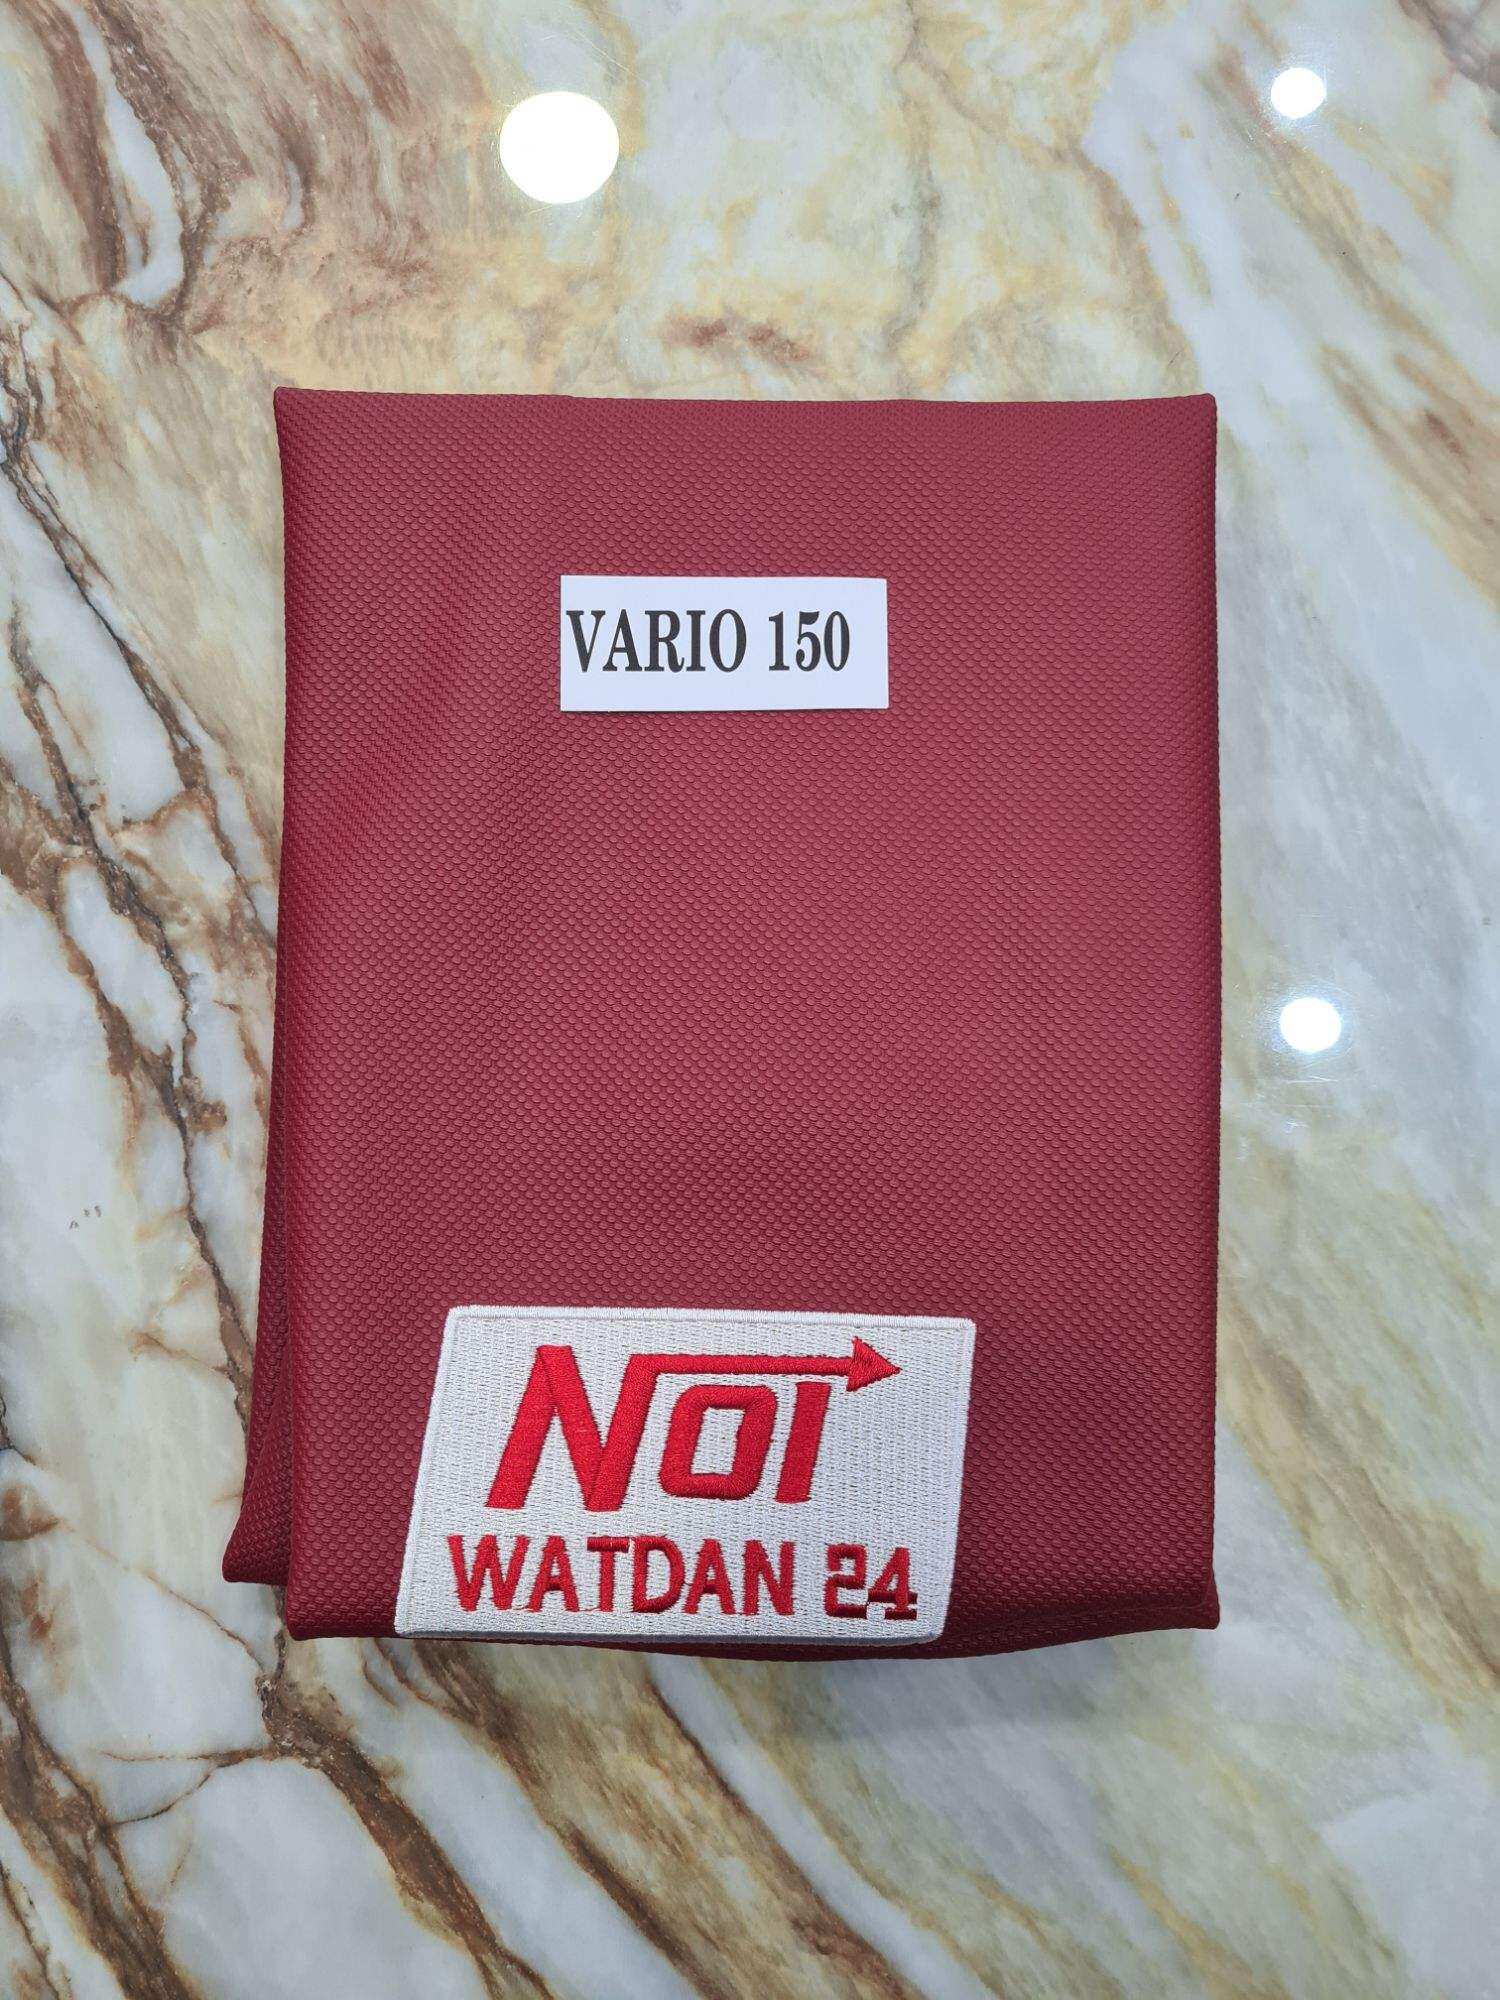 VARIO 150
NOI
WATDAN 24